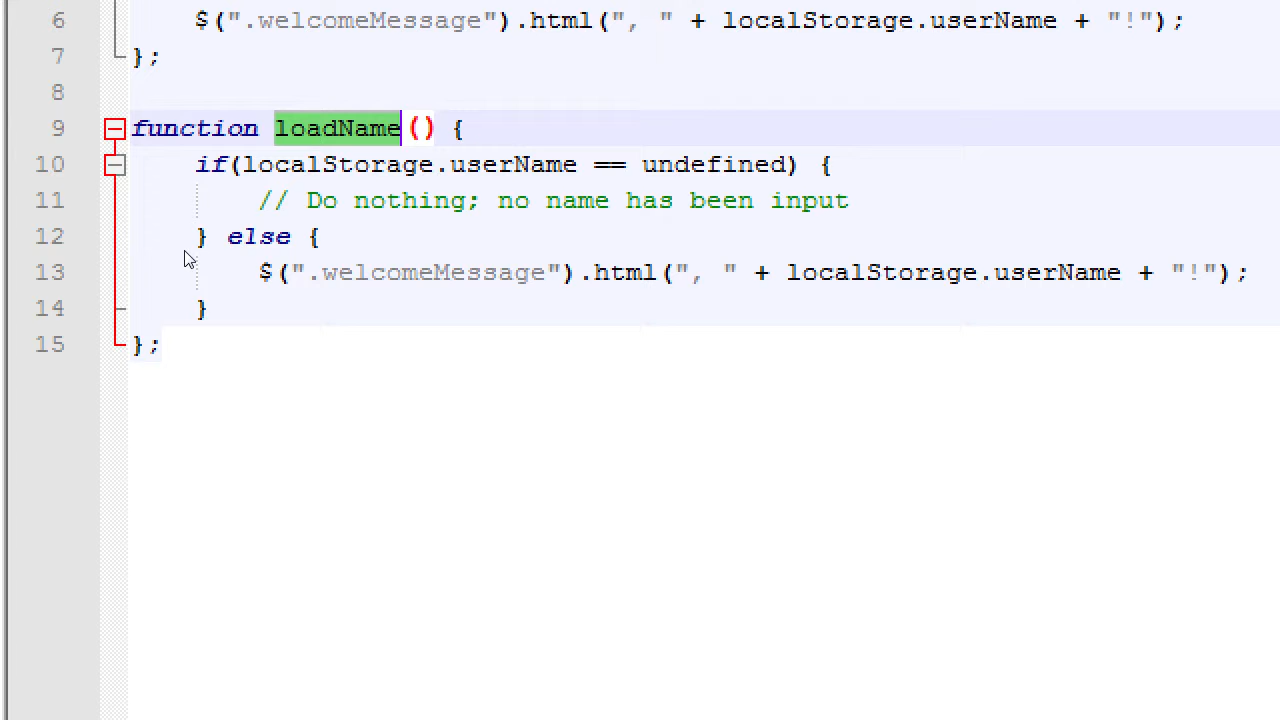 6 $(".welcomeMessage").html(", " + localStorage.userName + "!");
7 };
8
9 function loadName() {
10 if(localStorage.userName == undefined) {
11 // Do nothing; no name has been input
12 } else {
13 $(".welcomeMessage").html(", " + localStorage.userName + "!");
14 }
15 };